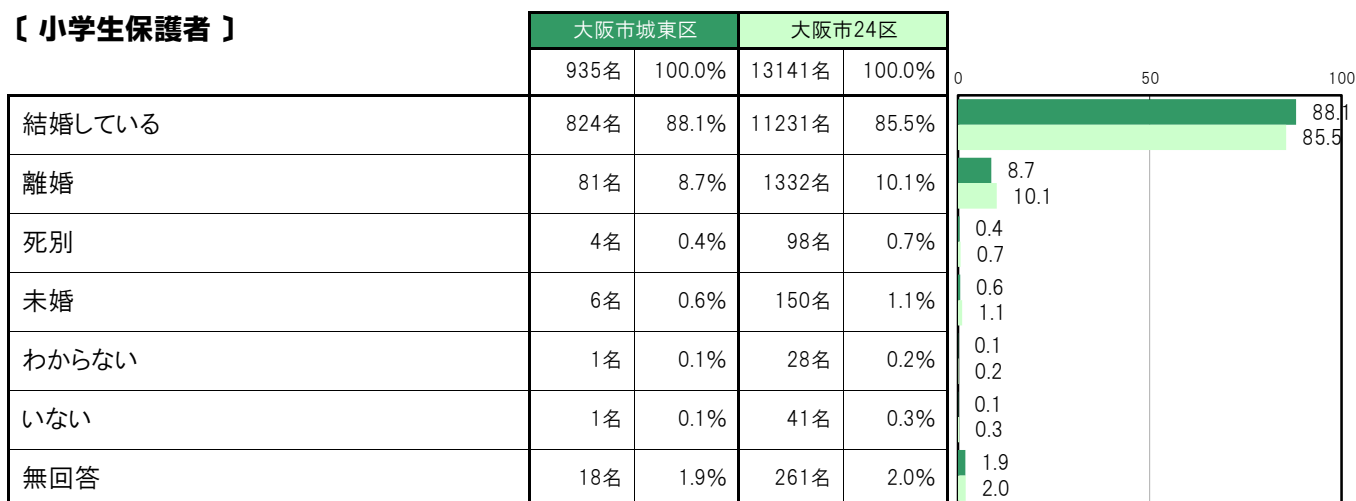 〔 小学生保護者 〕
大阪市城東区 大阪市24区
935名 100.0% 13141名 100.0%
0 50 100
結婚している 824名 88.1% 11231名 85.5%
88.1
85.5
離婚 81名 8.7% 1332名 10.1%
8.7
10.1
死別 4名 0.4% 98名 0.7%
0.4
0.7
未婚 6名 0.6% 150名 1.1%
0.6
1.1
わからない 1名 0.1% 28名 0.2%
0.1
0.2
いない 1名 0.1% 41名 0.3%
0.1
0.3
無回答 18名 1.9% 261名 2.0%
1.9
2.0